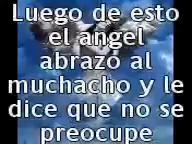 Luego de esto
el angel
abrazo al
muchacho y le
dice que no se
preocupe